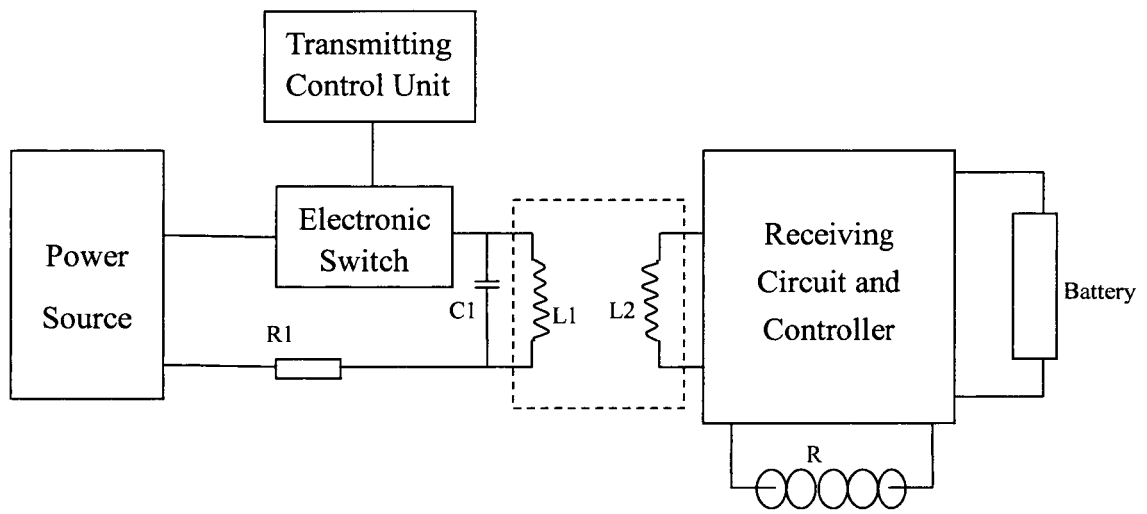 Transmitting
Control Unit
Electronic
Switch
Power
Source
R1
C1
L1
L2
Receiving
Circuit and
Controller
Battery
R